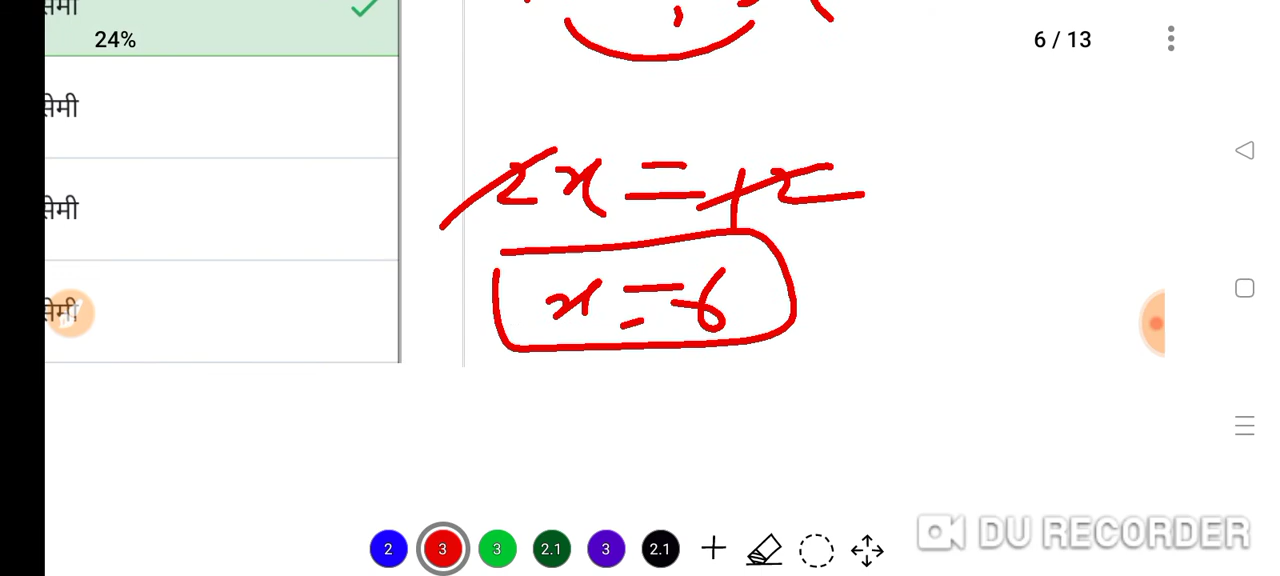 सेमी
24%
6 / 13
सेमी
सेमी
सेमी
2x = 12
x = 6
2
3
3
2.1
3
2.1
DU RECORDER